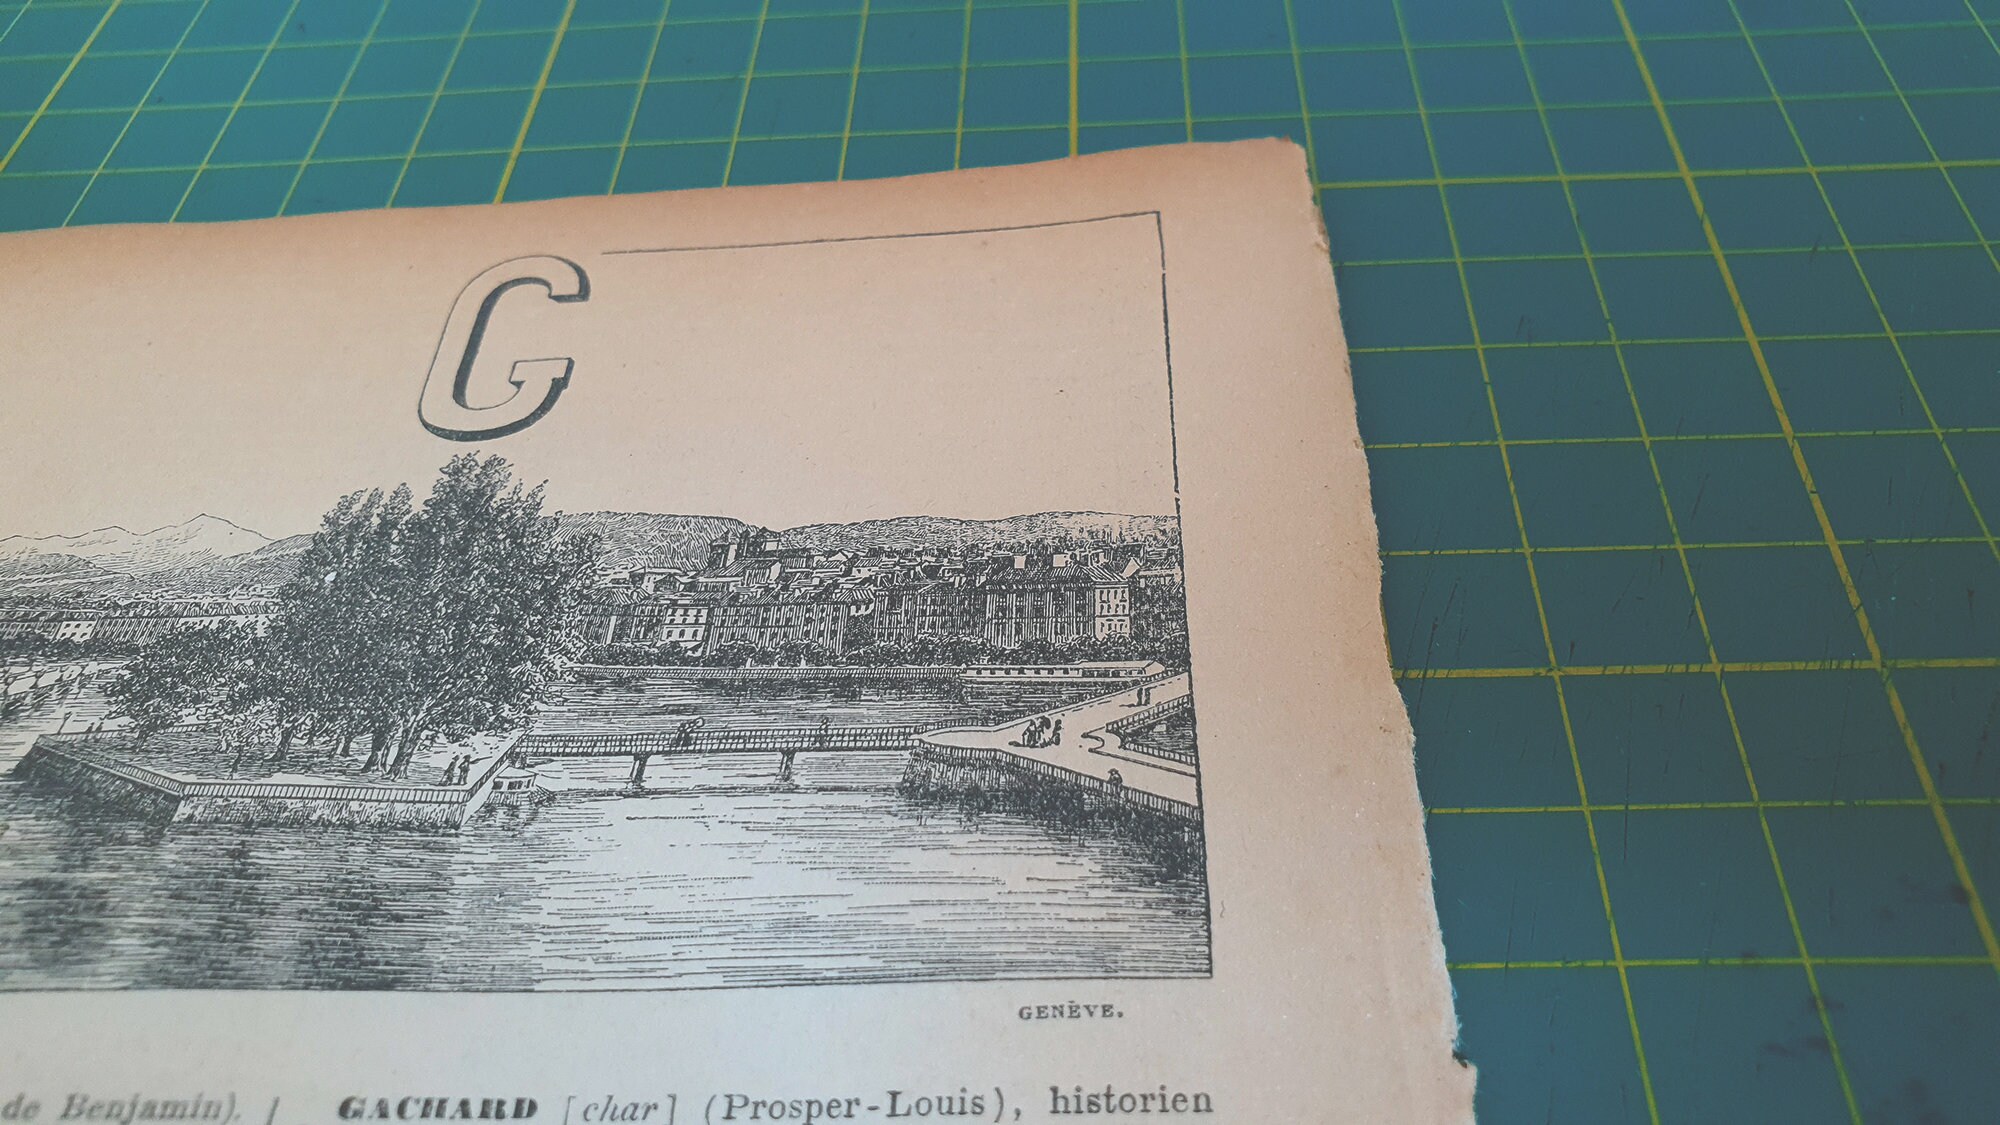 G
GENÈVE.
de Benjamin).
GACHARD [char] (Prosper-Louis), historien